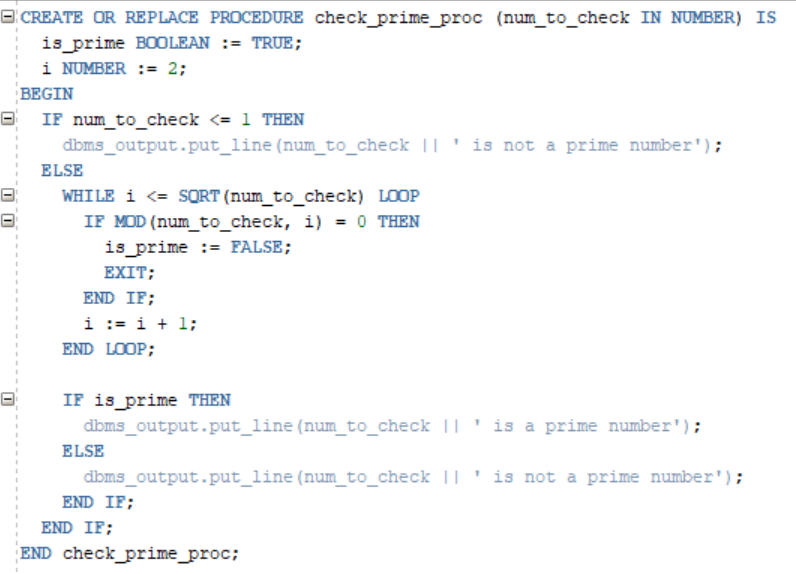 CREATE OR REPLACE PROCEDURE check_prime_proc (num_to_check IN NUMBER) IS
  is_prime BOOLEAN := TRUE;
  i NUMBER := 2;
BEGIN
  IF num_to_check <= 1 THEN
    dbms_output.put_line(num_to_check || ' is not a prime number');
  ELSE
    WHILE i <= SQRT(num_to_check) LOOP
      IF MOD(num_to_check, i) = 0 THEN
        is_prime := FALSE;
        EXIT;
      END IF;
      i := i + 1;
    END LOOP;

    IF is_prime THEN
      dbms_output.put_line(num_to_check || ' is a prime number');
    ELSE
      dbms_output.put_line(num_to_check || ' is not a prime number');
    END IF;
  END IF;
END check_prime_proc;